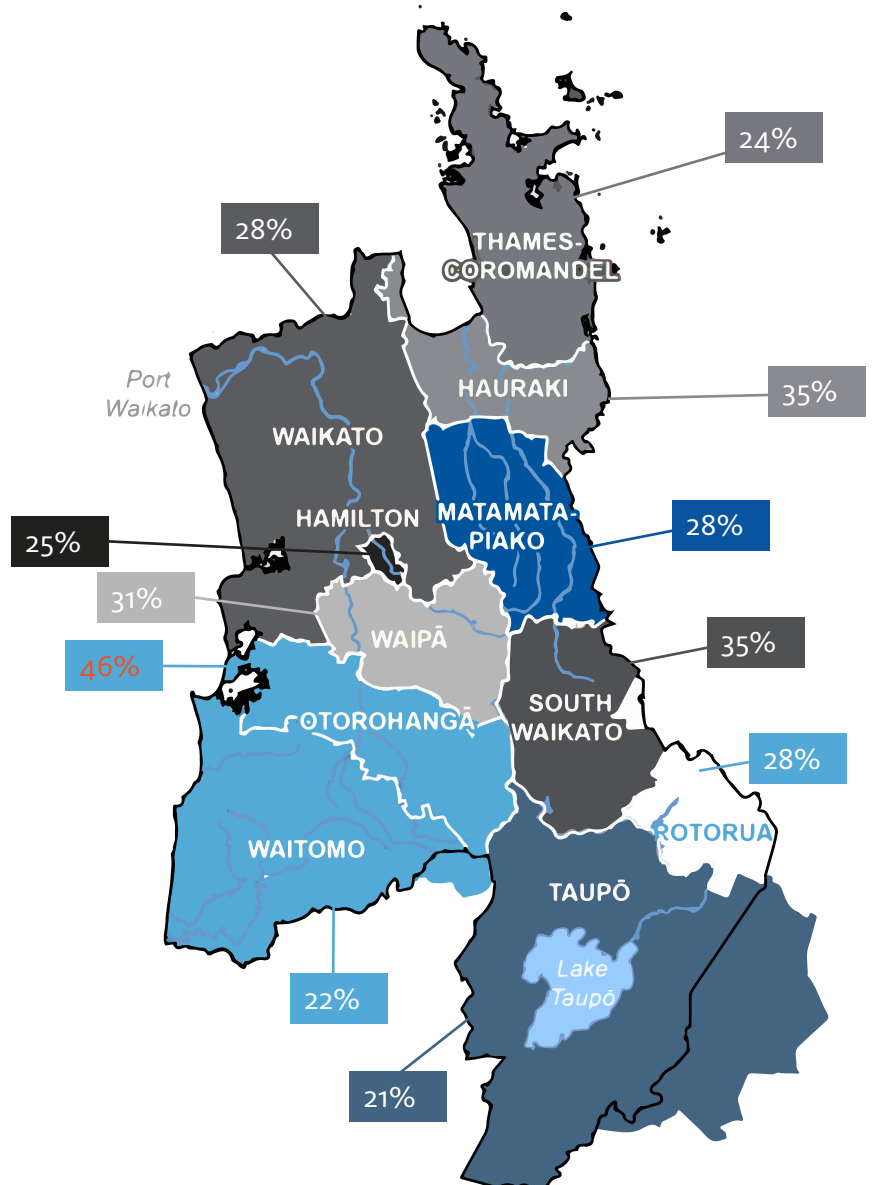 24%
28%
THAMES-
COROMANDEL
Port
Waikato
HAURAKI
35%
WAIKATO
HAMILTON
MATAMATA-
PIAKO
28%
25%
31%
WAIPĀ
35%
46%
OTOROHANGĀ
SOUTH
WAIKATO
28%
ROTORUA
WAITOMO
TAUPŌ
Lake
Taupō
22%
21%